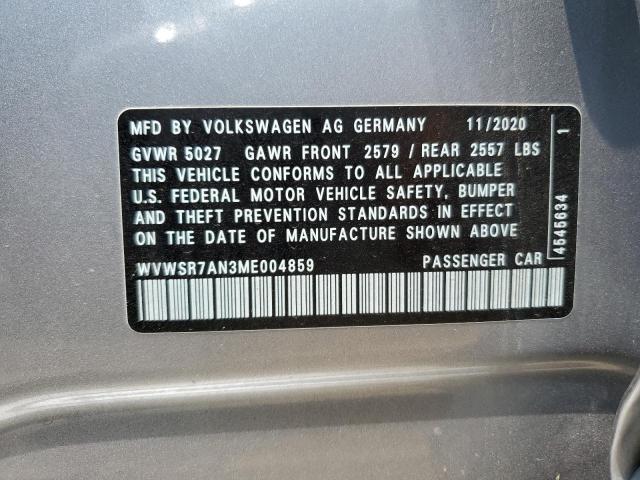 MFD BY VOLKSWAGEN AG GERMANY 11/2020
GVWR 5027 GAWR FRONT 2579 / REAR 2557 LBS
THIS VEHICLE CONFORMS TO ALL APPLICABLE
U.S. FEDERAL MOTOR VEHICLE SAFETY, BUMPER
AND THEFT PREVENTION STANDARDS IN EFFECT
ON THE DATE OF MANUFACTURE SHOWN ABOVE
WVWSR7AN3ME004859 PASSENGER CAR
4545634 1